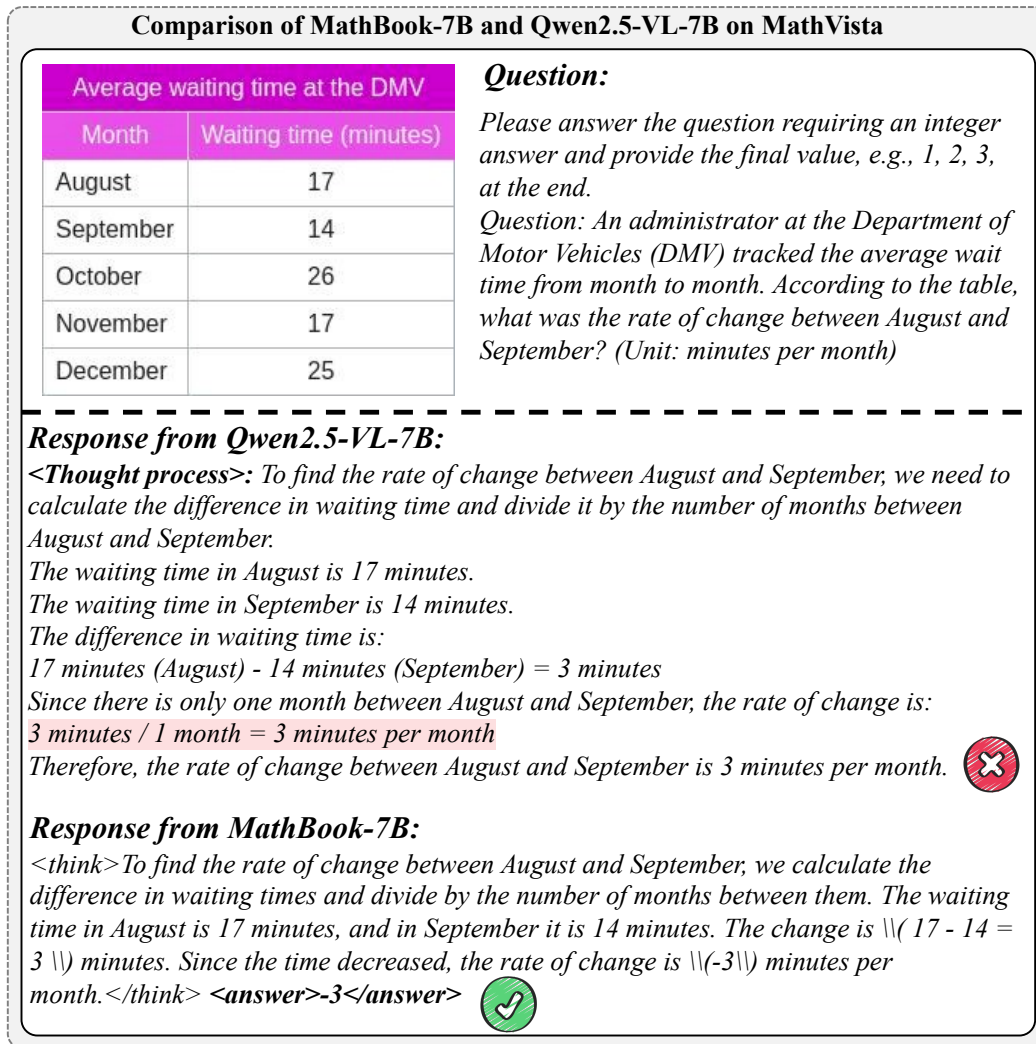 Comparison of MathBook-7B and Qwen2.5-VL-7B on MathVista
Average waiting time at the DMV
Month Waiting time (minutes)
August 17
September 14
October 26
November 17
December 25
Question:
Please answer the question requiring an integer
answer and provide the final value, e.g., 1, 2, 3,
at the end.
Question: An administrator at the Department of
Motor Vehicles (DMV) tracked the average wait
time from month to month. According to the table,
what was the rate of change between August and
September? (Unit: minutes per month)
Response from Qwen2.5-VL-7B:
<Thought process>: To find the rate of change between August and September, we need to
calculate the difference in waiting time and divide it by the number of months between
August and September.
The waiting time in August is 17 minutes.
The waiting time in September is 14 minutes.
The difference in waiting time is:
17 minutes (August) - 14 minutes (September) = 3 minutes
Since there is only one month between August and September, the rate of change is:
3 minutes / 1 month = 3 minutes per month
Therefore, the rate of change between August and September is 3 minutes per month.
Response from MathBook-7B:
<think>To find the rate of change between August and September, we calculate the
difference in waiting times and divide by the number of months between them. The waiting
time in August is 17 minutes, and in September it is 14 minutes. The change is \\( 17 - 14 =
3 \\) minutes. Since the time decreased, the rate of change is \\(-3\\) minutes per
month.</think> <answer>-3</answer>